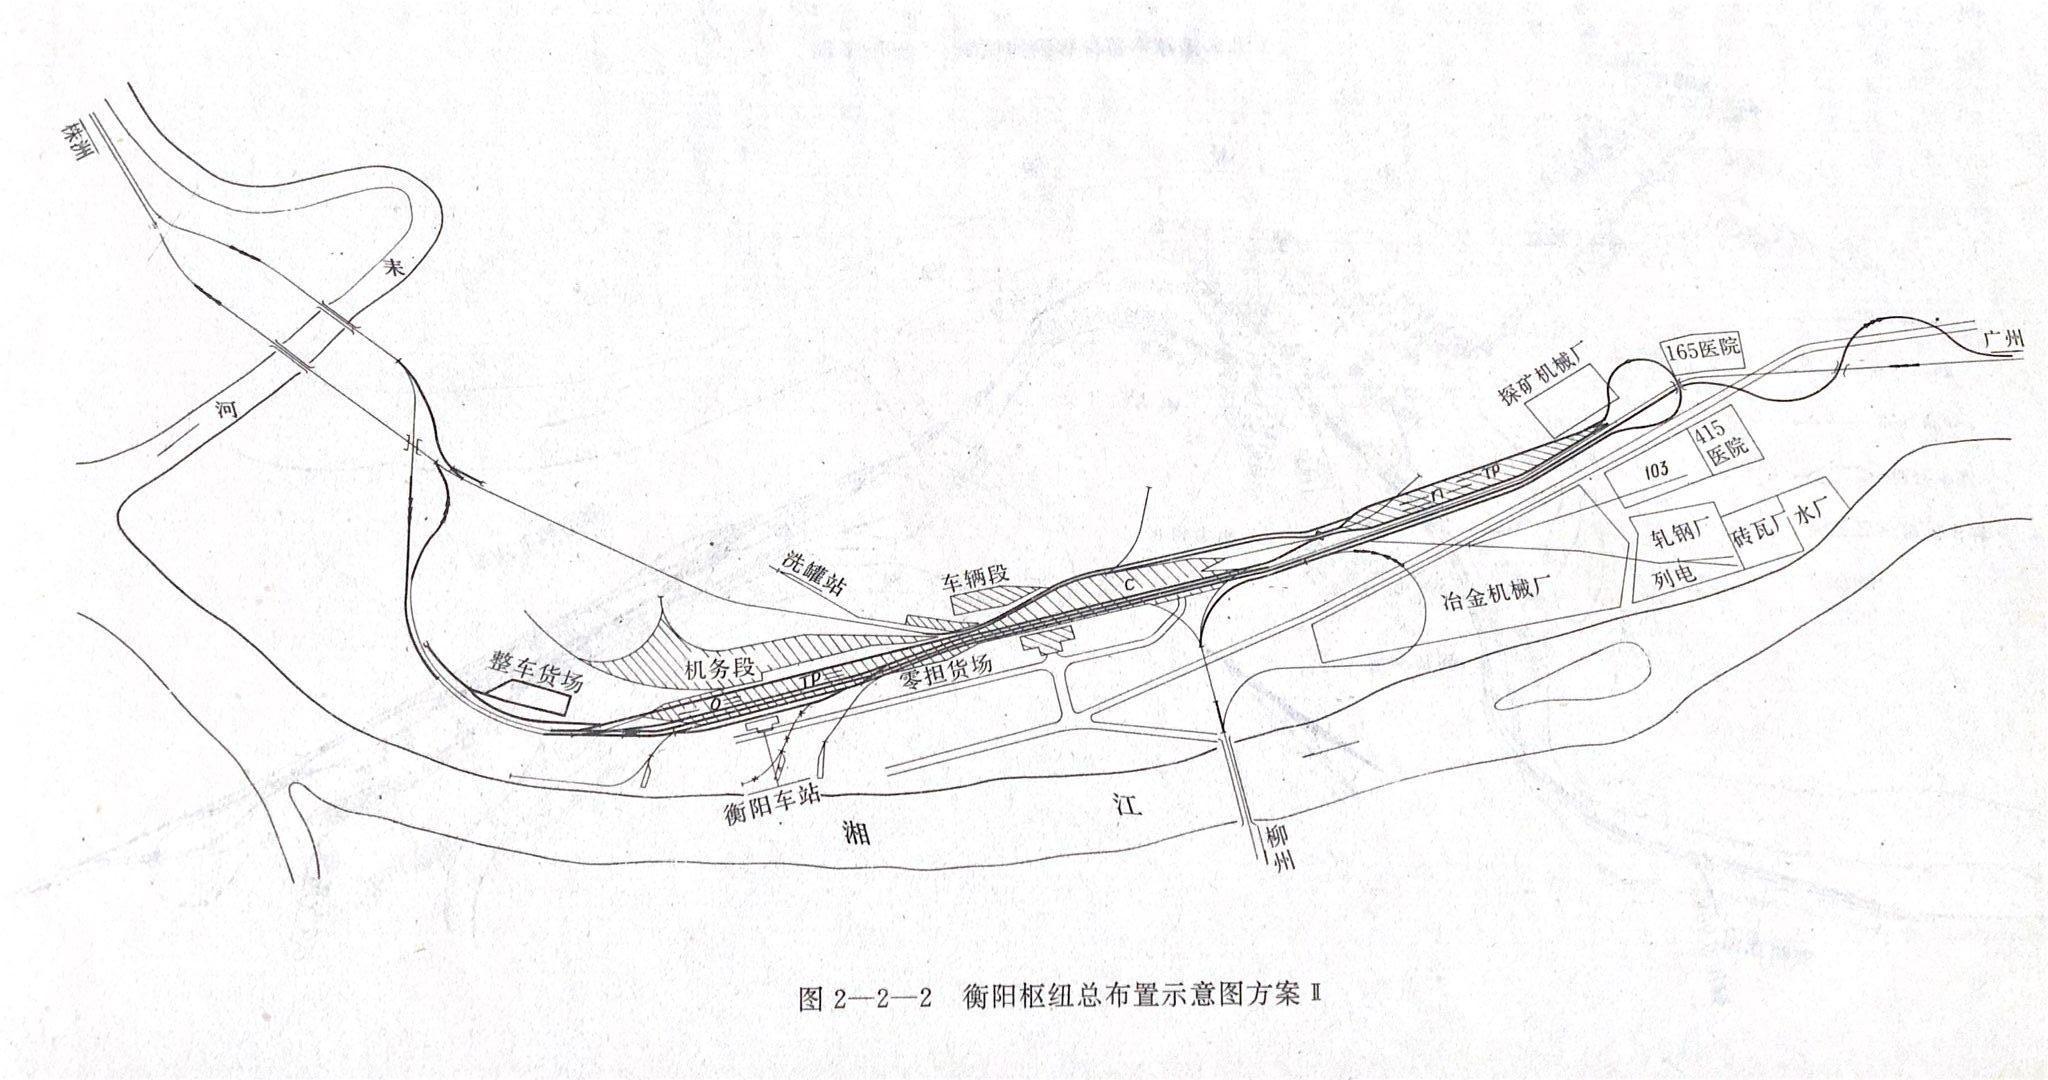 株洲
耒
河
165医院
广州
探矿机械厂
415
医院
103
П
ТР
轧钢厂
砖瓦厂
水厂
列电
冶金机械厂
洗罐站
车辆段
С
整车货场
机务段
ТР
О
零担货场
衡阳车站
湘
江
柳州
图 2—2—2 衡阳枢纽总布置示意图方案Ⅱ